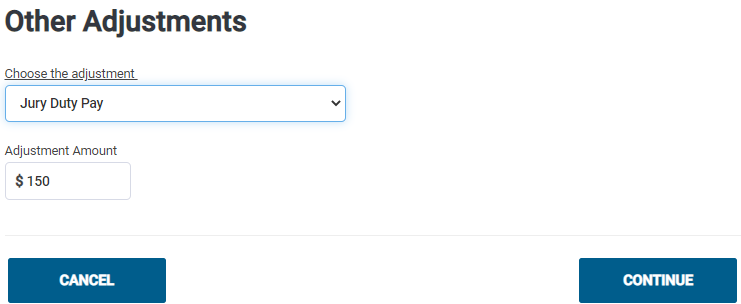 Other Adjustments
Choose the adjustment
Jury Duty Pay
Adjustment Amount
$ 150
CANCEL CONTINUE